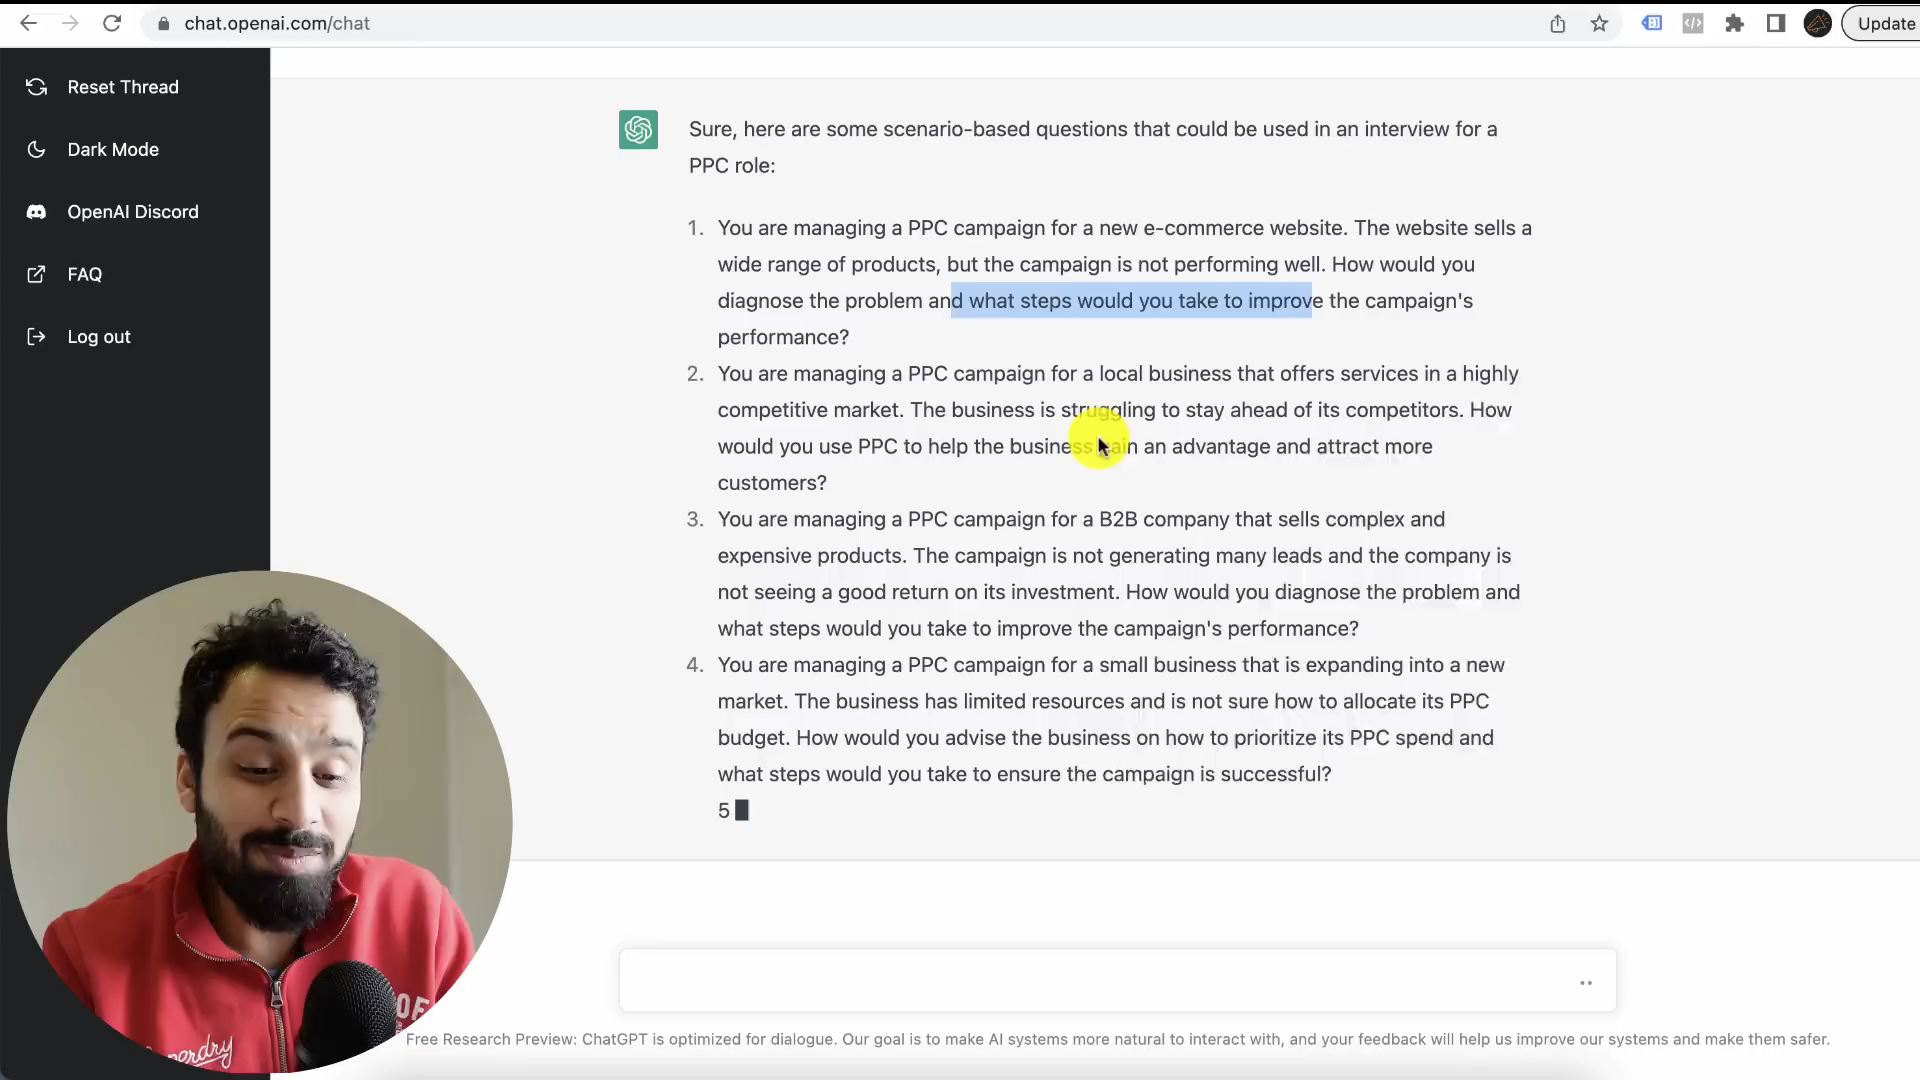 chat.openai.com/chat
Update
Reset Thread
Dark Mode
OpenAI Discord
FAQ
Log out
Sure, here are some scenario-based questions that could be used in an interview for a
PPC role:
1. You are managing a PPC campaign for a new e-commerce website. The website sells a
wide range of products, but the campaign is not performing well. How would you
diagnose the problem and what steps would you take to improve the campaign's
performance?
2. You are managing a PPC campaign for a local business that offers services in a highly
competitive market. The business is struggling to stay ahead of its competitors. How
would you use PPC to help the business gain an advantage and attract more
customers?
3. You are managing a PPC campaign for a B2B company that sells complex and
expensive products. The campaign is not generating many leads and the company is
not seeing a good return on its investment. How would you diagnose the problem and
what steps would you take to improve the campaign's performance?
4. You are managing a PPC campaign for a small business that is expanding into a new
market. The business has limited resources and is not sure how to allocate its PPC
budget. How would you advise the business on how to prioritize its PPC spend and
what steps would you take to ensure the campaign is successful?
5
Free Research Preview: ChatGPT is optimized for dialogue. Our goal is to make AI systems more natural to interact with, and your feedback will help us improve our systems and make them safer.